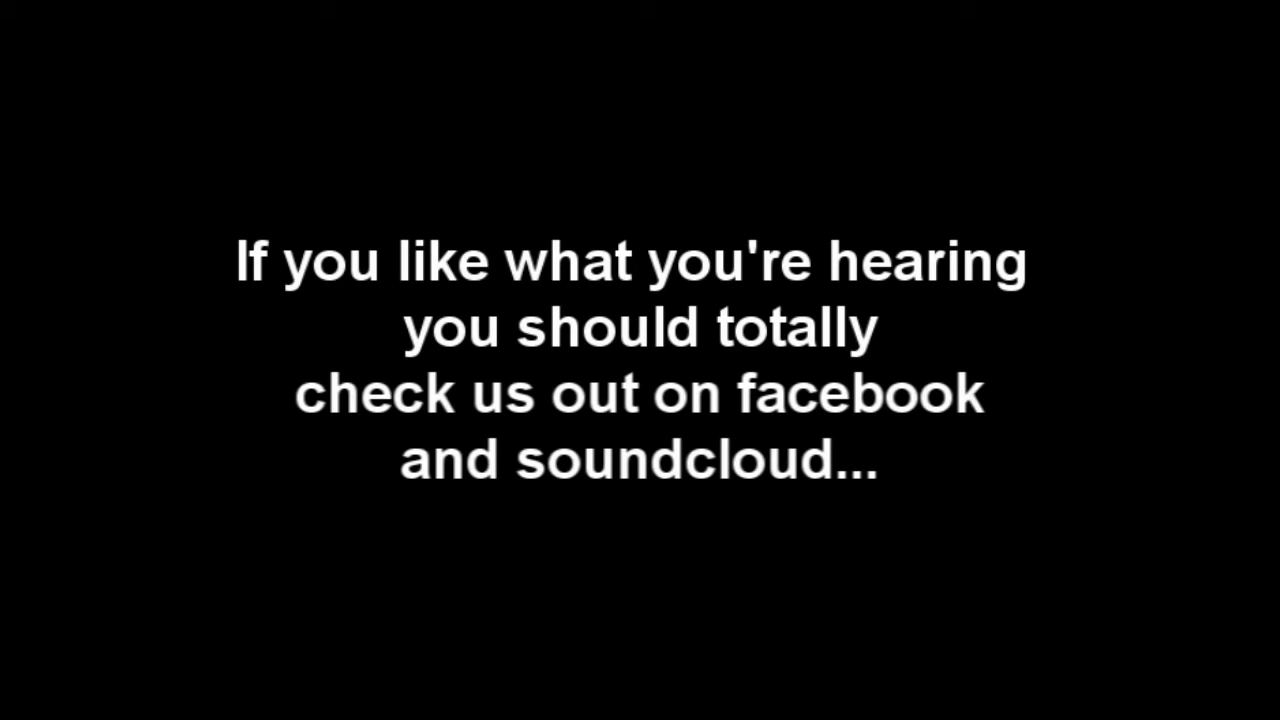 If you like what you're hearing
you should totally
check us out on facebook
and soundcloud...